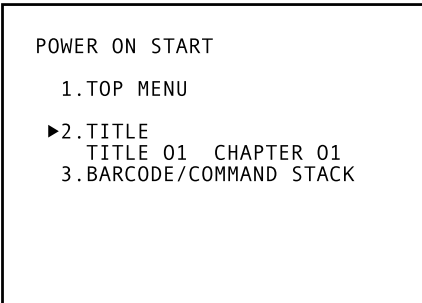 POWER ON START
1.TOP MENU
▶2.TITLE
TITLE 01 CHAPTER 01
3.BARCODE/COMMAND STACK